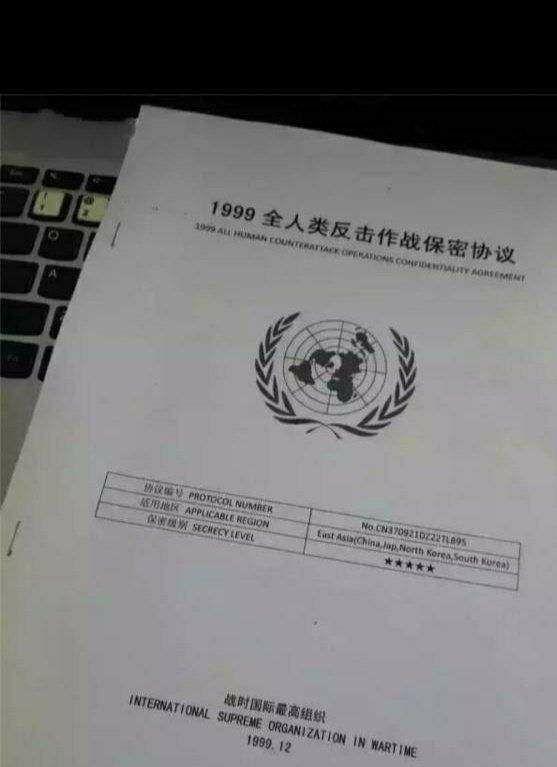 1999 全人类反击作战保密协议
1999 ALL HUMAN COUNTERATTACK OPERATIONS CONFIDENTIALITY AGREEMENT
协议编号 PROTOCOL NUMBER No.CN370921DZ227LB95
适用地区 APPLICABLE REGION East Asia(China,Jap,North Korea,South Korea)
保密级别 SECRECY LEVEL ★★★★★
战时国际最高组织
INTERNATIONAL SUPREME ORGANIZATION IN WARTIME
1999.12
Q
A